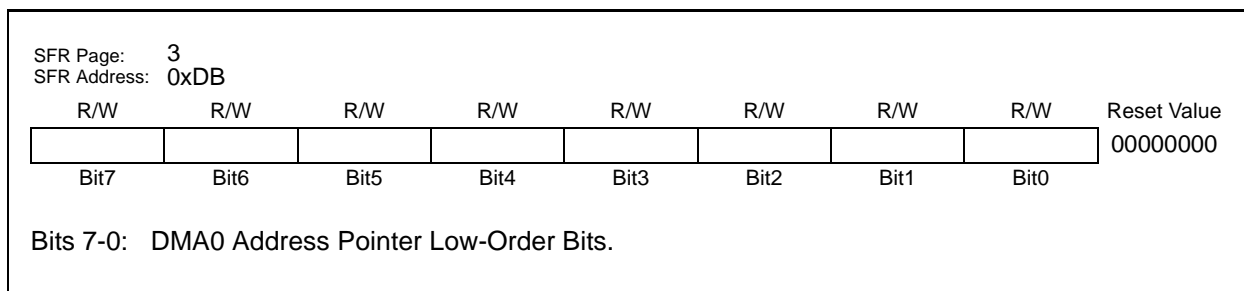 SFR Page: 3
SFR Address: 0xDB
R/W R/W R/W R/W R/W R/W R/W R/W Reset Value
00000000
Bit7 Bit6 Bit5 Bit4 Bit3 Bit2 Bit1 Bit0
Bits 7-0: DMA0 Address Pointer Low-Order Bits.